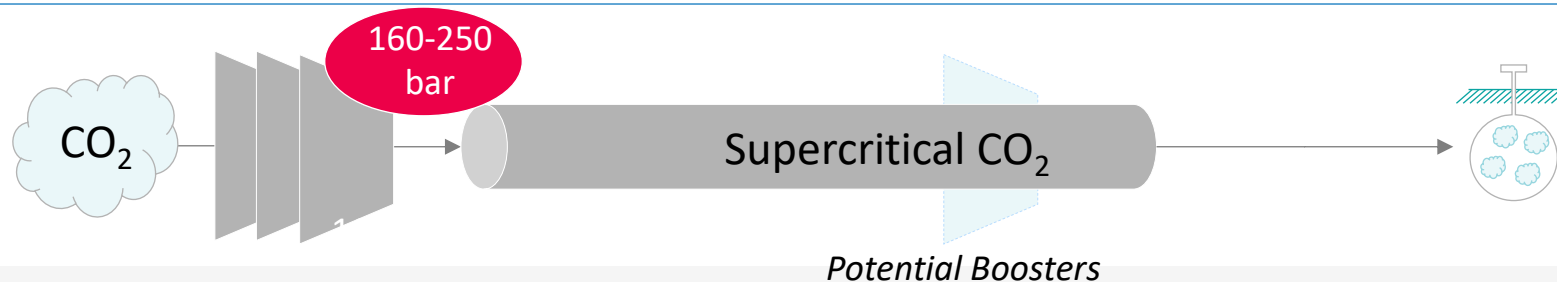 160-250
bar
CO₂
Supercritical CO₂
Potential Boosters